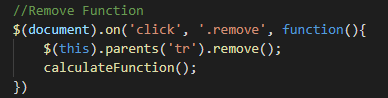 //Remove Function
$(document).on('click', '.remove', function(){
    $(this).parents('tr').remove();
    calculateFunction();
})